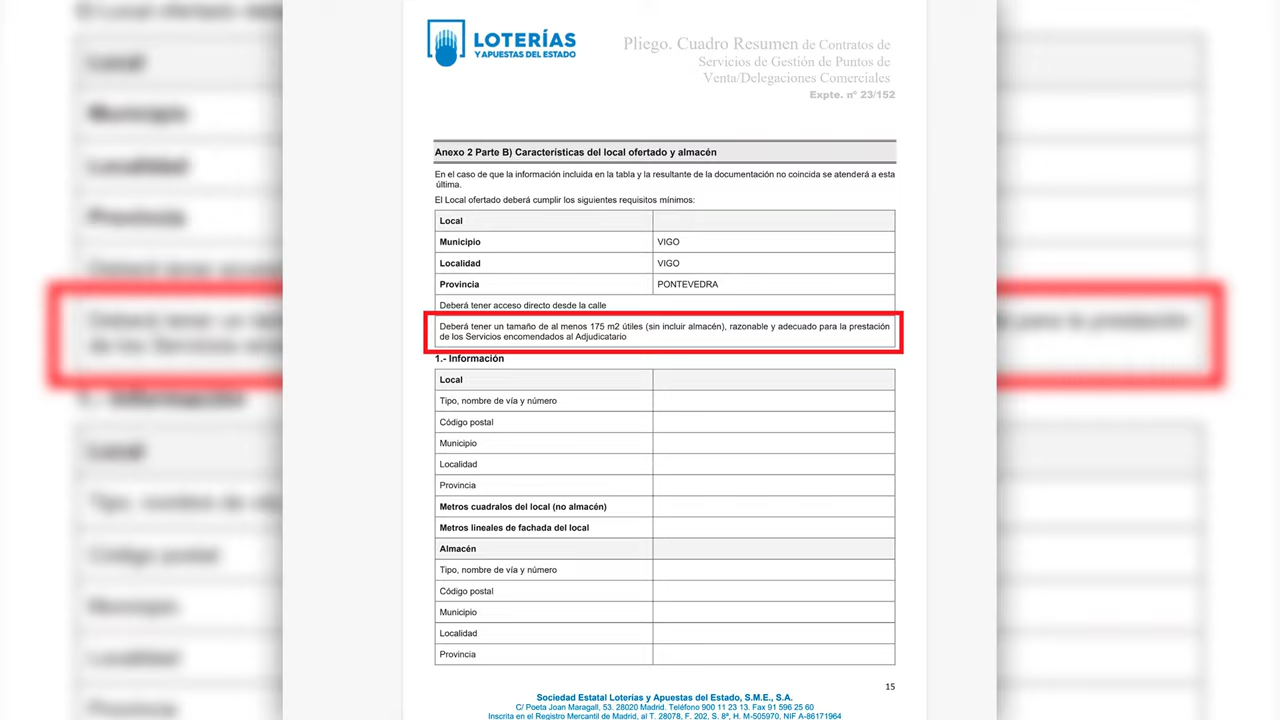 LOTERÍAS
Y APUESTAS DEL ESTADO
Pliego. Cuadro Resumen de Contratos de
Servicios de Gestión de Puntos de
Venta/Delegaciones Comerciales
Expte. nº 23/152
Anexo 2 Parte B) Características del local ofertado y almacén
En el caso de que la información incluida en la tabla y la resultante de la documentación no coincida se atenderá a esta
última.
El Local ofertado deberá cumplir los siguientes requisitos mínimos:
Local
Municipio VIGO
Localidad VIGO
Provincia PONTEVEDRA
Deberá tener acceso directo desde la calle
Deberá tener un tamaño de al menos 175 m2 útiles (sin incluir almacén), razonable y adecuado para la prestación
de los Servicios encomendados al Adjudicatario
1.- Información
Local
Tipo, nombre de vía y número
Código postal
Municipio
Localidad
Provincia
Metros cuadralos del local (no almacén)
Metros lineales de fachada del local
Almacén
Tipo, nombre de vía y número
Código postal
Municipio
Localidad
Provincia
15
Sociedad Estatal Loterías y Apuestas del Estado, S.M.E., S.A.
C/ Poeta Joan Maragall, 53. 28020 Madrid. Teléfono 900 11 23 13. Fax 91 596 25 60
Inscrita en el Registro Mercantil de Madrid, al T. 28078, F. 202, S. 8ª, H. M-505970, NIF A-86171964